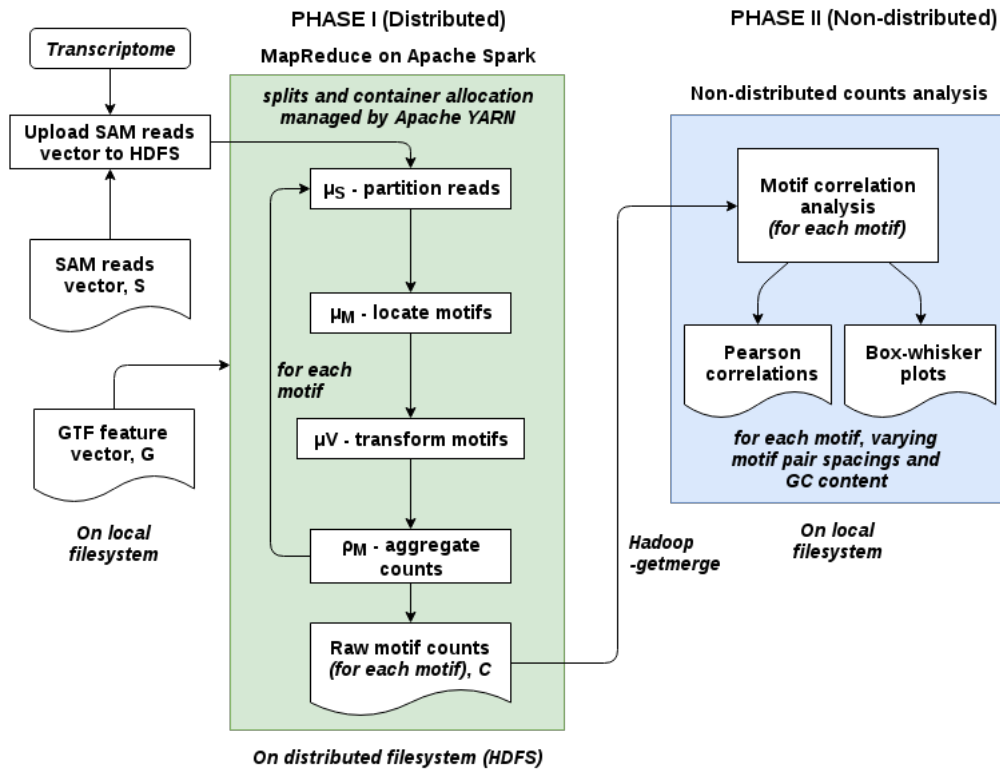 PHASE I (Distributed)
PHASE II (Non-distributed)
Transcriptome
MapReduce on Apache Spark
splits and container allocation
managed by Apache YARN
Non-distributed counts analysis
Upload SAM reads
vector to HDFS
μS - partition reads
Motif correlation
analysis
(for each motif)
SAM reads
vector, S
μM - locate motifs
for each
motif
Pearson
correlations
Box-whisker
plots
GTF feature
vector, G
μV - transform motifs
for each motif, varying
motif pair spacings and
GC content
On local
filesystem
On local
filesystem
ρM - aggregate
counts
Hadoop
-getmerge
Raw motif counts
(for each motif), C
On distributed filesystem (HDFS)